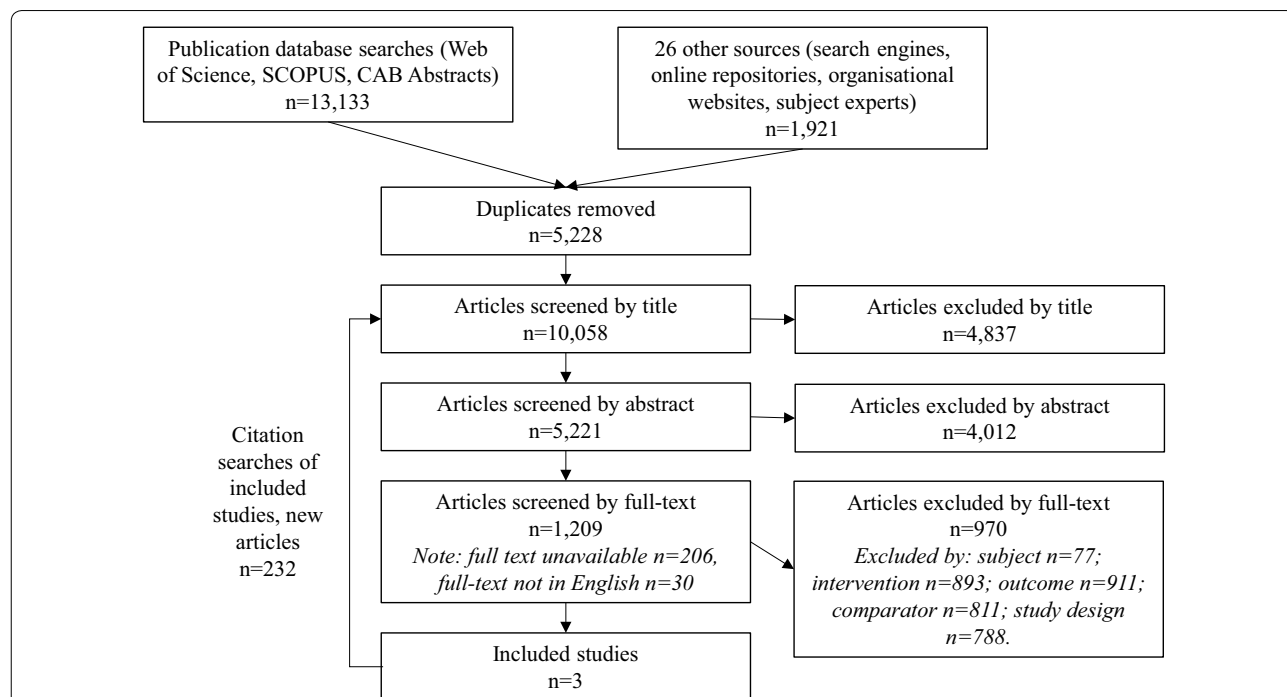 Publication database searches (Web
of Science, SCOPUS, CAB Abstracts)
n=13,133
26 other sources (search engines,
online repositories, organisational
websites, subject experts)
n=1,921
Duplicates removed
n=5,228
Articles screened by title
n=10,058
Articles excluded by title
n=4,837
Articles screened by abstract
n=5,221
Articles excluded by abstract
n=4,012
Citation
searches of
included
studies, new
articles
n=232
Articles screened by full-text
n=1,209
Note: full text unavailable n=206,
full-text not in English n=30
Articles excluded by full-text
n=970
Excluded by: subject n=77;
intervention n=893; outcome n=911;
comparator n=811; study design
n=788.
Included studies
n=3